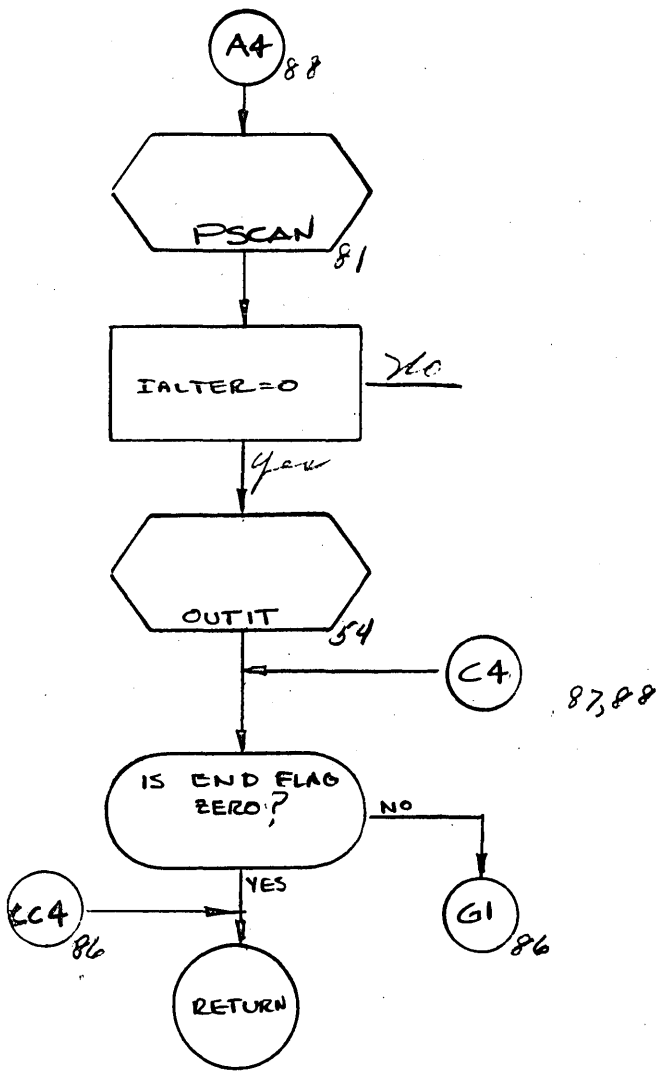 A4
88
PSCAN
81
IALTER=0
No
Yes
OUTIT
54
C4
87,88
IS END FLAG
ZERO?
NO
YES
CC4
86
G1
86
RETURN